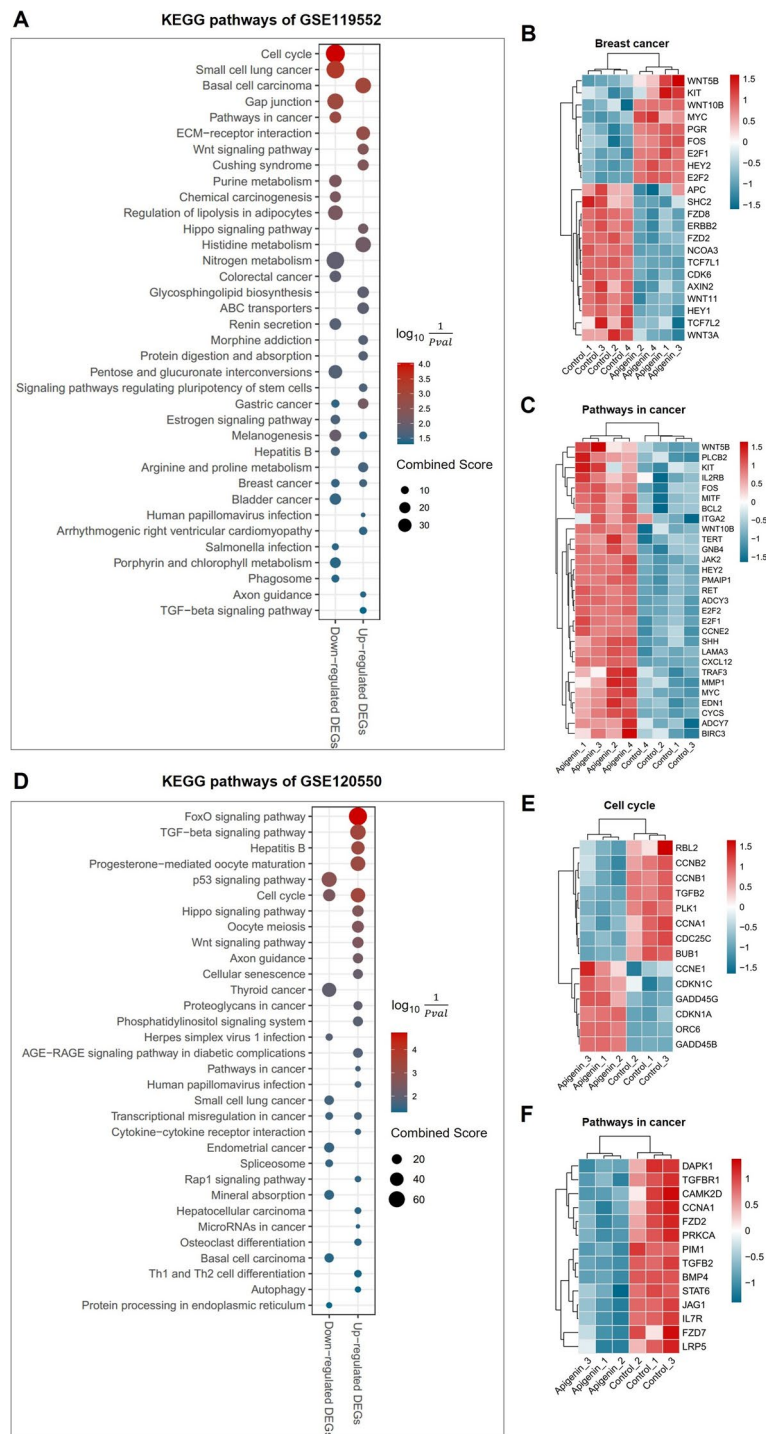 A
KEGG pathways of GSE119552
Cell cycle
Small cell lung cancer
Basal cell carcinoma
Gap junction
Pathways in cancer
ECM−receptor interaction
Wnt signaling pathway
Cushing syndrome
Purine metabolism
Chemical carcinogenesis
Regulation of lipolysis in adipocytes
Hippo signaling pathway
Histidine metabolism
Nitrogen metabolism
Colorectal cancer
Glycosphingolipid biosynthesis
ABC transporters
Renin secretion
Morphine addiction
Protein digestion and absorption
Pentose and glucuronate interconversions
Signaling pathways regulating pluripotency of stem cells
Gastric cancer
Estrogen signaling pathway
Melanogenesis
Hepatitis B
Arginine and proline metabolism
Breast cancer
Bladder cancer
Human papillomavirus infection
Arrhythmogenic right ventricular cardiomyopathy
Salmonella infection
Porphyrin and chlorophyll metabolism
Phagosome
Axon guidance
TGF−beta signaling pathway
Down-regulated DEGs
Up-regulated DEGs
log10 1/Pval
4.0
3.5
3.0
2.5
2.0
1.5
Combined Score
10
20
30
B
Breast cancer
WNT5B
KIT
WNT10B
MYC
PGR
FOS
E2F1
HEY2
E2F2
APC
SHC2
FZD8
ERBB2
FZD2
NCOA3
TCF7L1
CDK6
AXIN2
WNT11
HEY1
TCF7L2
WNT3A
Control_1
Control_3
Control_2
Control_4
Apigenin_2
Apigenin_4
Apigenin_1
Apigenin_3
1.5
1
0.5
0
−0.5
−1
−1.5
C
Pathways in cancer
WNT5B
PLCB2
KIT
IL2RB
FOS
MITF
BCL2
ITGA2
WNT10B
TERT
GNB4
JAK2
HEY2
PMAIP1
RET
ADCY3
E2F2
E2F1
CCNE2
SHH
LAMA3
CXCL12
TRAF3
MMP1
MYC
EDN1
CYCS
ADCY7
BIRC3
Apigenin_1
Apigenin_3
Apigenin_2
Apigenin_4
Control_4
Control_2
Control_1
Control_3
1.5
1
0.5
0
−0.5
−1
−1.5
D
KEGG pathways of GSE120550
FoxO signaling pathway
TGF−beta signaling pathway
Hepatitis B
Progesterone−mediated oocyte maturation
p53 signaling pathway
Cell cycle
Hippo signaling pathway
Oocyte meiosis
Wnt signaling pathway
Axon guidance
Cellular senescence
Thyroid cancer
Proteoglycans in cancer
Phosphatidylinositol signaling system
Herpes simplex virus 1 infection
AGE−RAGE signaling pathway in diabetic complications
Pathways in cancer
Human papillomavirus infection
Small cell lung cancer
Transcriptional misregulation in cancer
Cytokine−cytokine receptor interaction
Endometrial cancer
Spliceosome
Rap1 signaling pathway
Mineral absorption
Hepatocellular carcinoma
MicroRNAs in cancer
Osteoclast differentiation
Basal cell carcinoma
Th1 and Th2 cell differentiation
Autophagy
Protein processing in endoplasmic reticulum
Down-regulated DEGs
Up-regulated DEGs
log10 1/Pval
4
3
2
Combined Score
20
40
60
E
Cell cycle
RBL2
CCNB2
CCNB1
TGFB2
PLK1
CCNA1
CDC25C
BUB1
CCNE1
CDKN1C
GADD45G
CDKN1A
ORC6
GADD45B
Apigenin_3
Apigenin_1
Apigenin_2
Control_2
Control_1
Control_3
1.5
1
0.5
0
−0.5
−1
−1.5
F
Pathways in cancer
DAPK1
TGFBR1
CAMK2D
CCNA1
FZD2
PRKCA
PIM1
TGFB2
BMP4
STAT6
JAG1
IL7R
FZD7
LRP5
Apigenin_3
Apigenin_1
Apigenin_2
Control_2
Control_1
Control_3
1
0.5
0
−0.5
−1